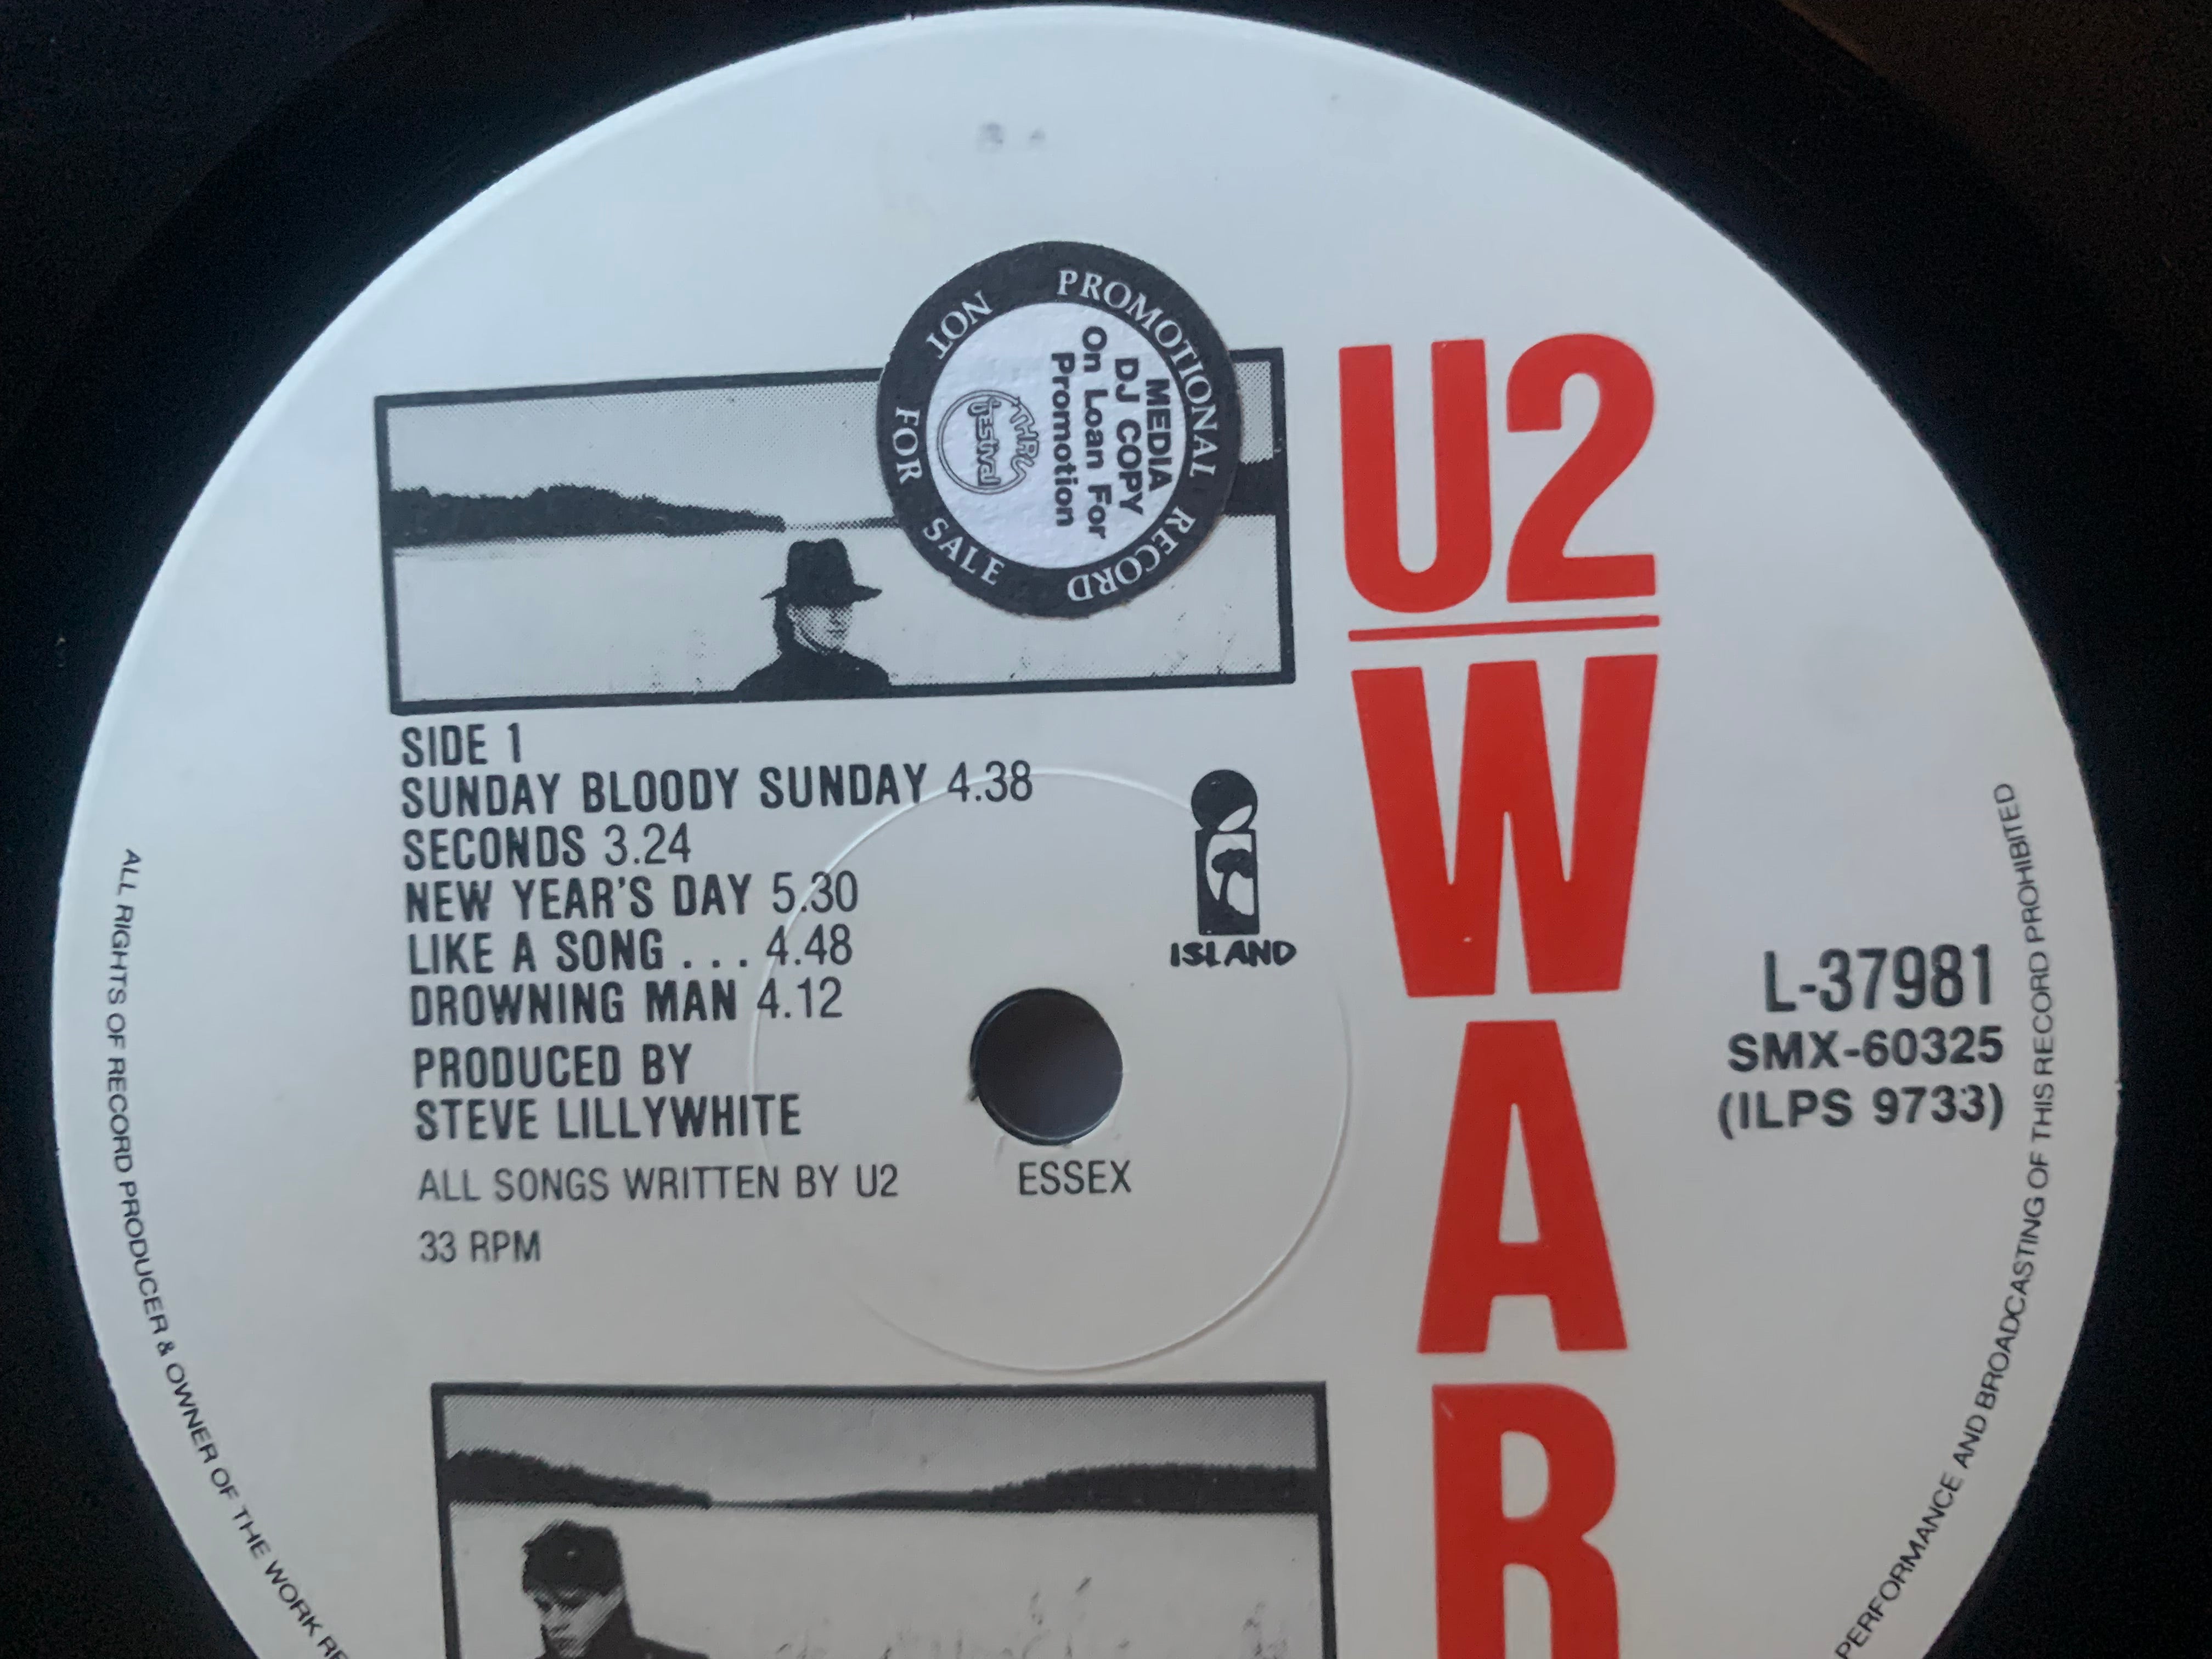 PROMOTIONAL RECORD
NOT FOR SALE
MEDIA
DJ COPY
On Loan For
Promotion
festival
U2
WAR
SIDE 1
SUNDAY BLOODY SUNDAY 4.38
SECONDS 3.24
NEW YEAR'S DAY 5.30
LIKE A SONG . . . 4.48
DROWNING MAN 4.12
PRODUCED BY
STEVE LILLYWHITE
ALL SONGS WRITTEN BY U2
33 RPM
ISLAND
ESSEX
L-37981
SMX-60325
(ILPS 9733)
ALL RIGHTS OF RECORD PRODUCER & OWNER OF THE WORK RE
PERFORMANCE AND BROADCASTING OF THIS RECORD PROHIBITED